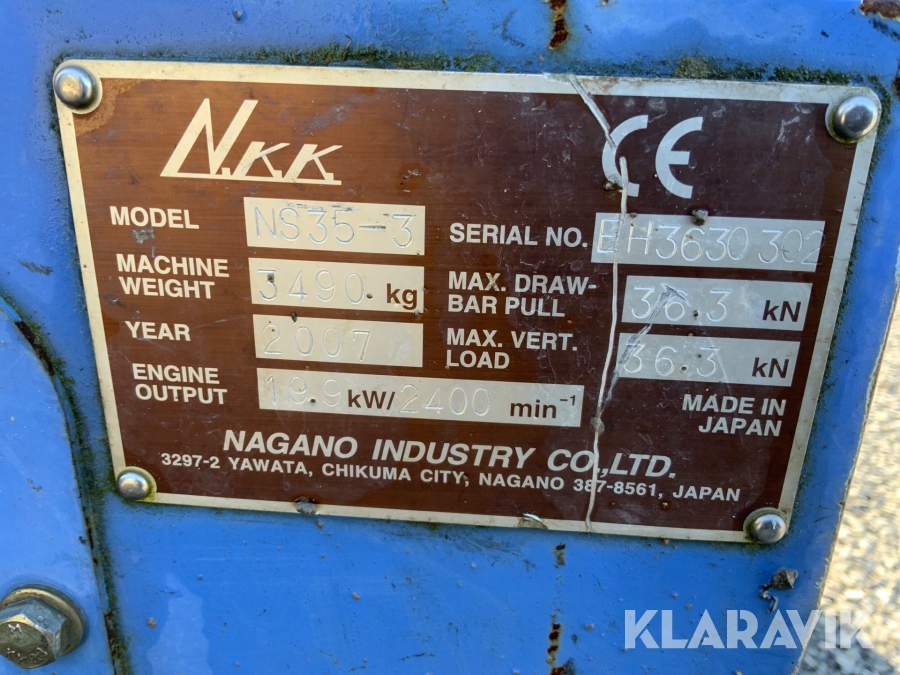 N.K.K.
CE
MODEL NS35-3
SERIAL NO. EH3630302
MACHINE WEIGHT 3490 kg
MAX. DRAW-
BAR PULL 36.3 kN
YEAR 2007
MAX. VERT.
LOAD 36.3 kN
ENGINE OUTPUT 19.9 kW/2400 min⁻¹
MADE IN
JAPAN
NAGANO INDUSTRY CO.,LTD.
3297-2 YAWATA, CHIKUMA CITY, NAGANO 387-8561, JAPAN
KLARAVIK